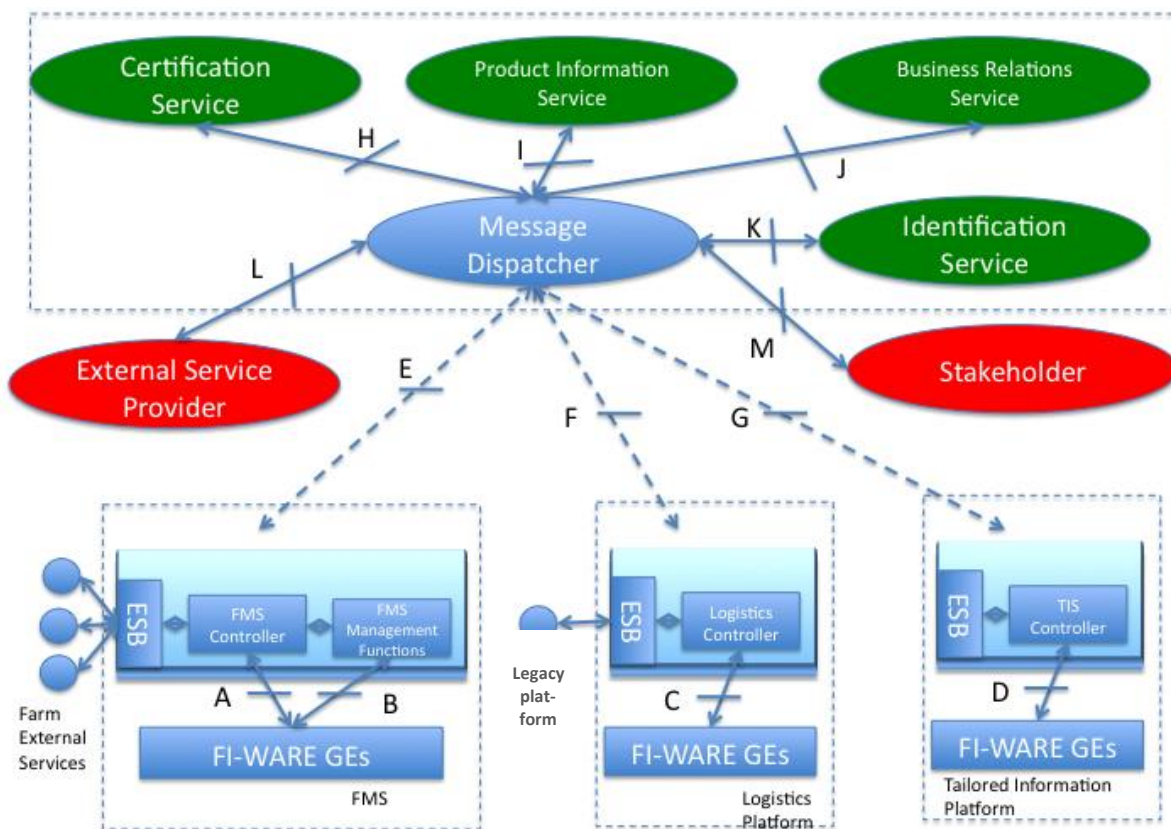 Certification
Service
Product Information
Service
Business Relations
Service
H
I
J
Message
Dispatcher
K
Identification
Service
L
M
External Service
Provider
Stakeholder
E
F
G
ESB
FMS
Controller
FMS
Management
Functions
A
B
Farm
External
Services
FI-WARE GEs
FMS
Legacy
plat-
form
ESB
Logistics
Controller
C
FI-WARE GEs
Logistics
Platform
ESB
TIS
Controller
D
FI-WARE GEs
Tailored Information
Platform